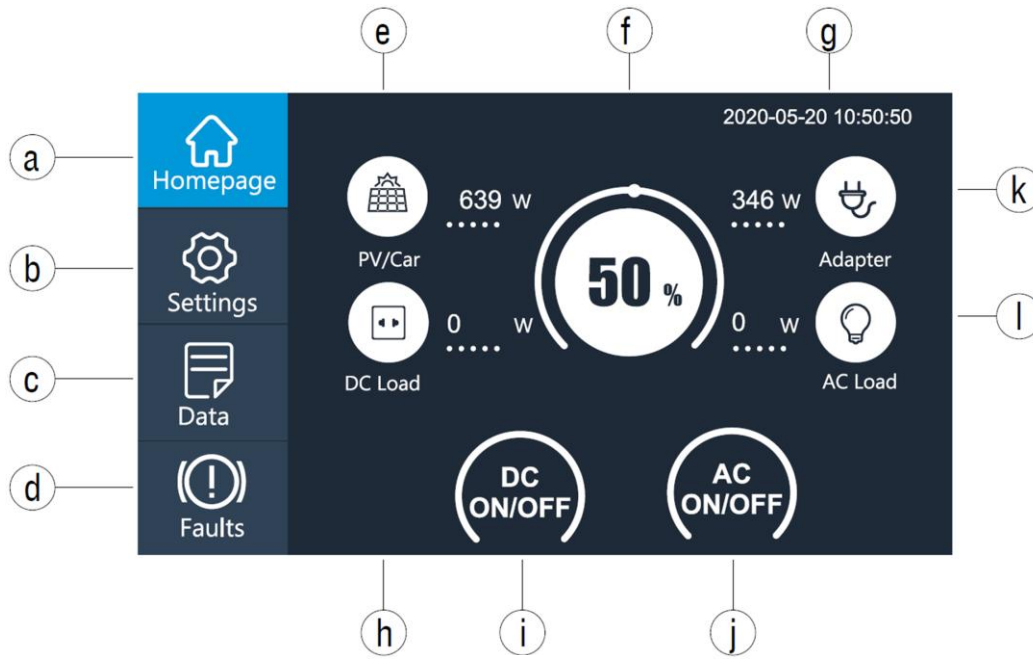 e
f
g
a
b
c
d
Homepage
Settings
Data
Faults
2020-05-20 10:50:50
639 W
PV/Car
0 W
DC Load
50 %
346 W
Adapter
0 W
AC Load
DC
ON/OFF
AC
ON/OFF
k
l
h
i
j